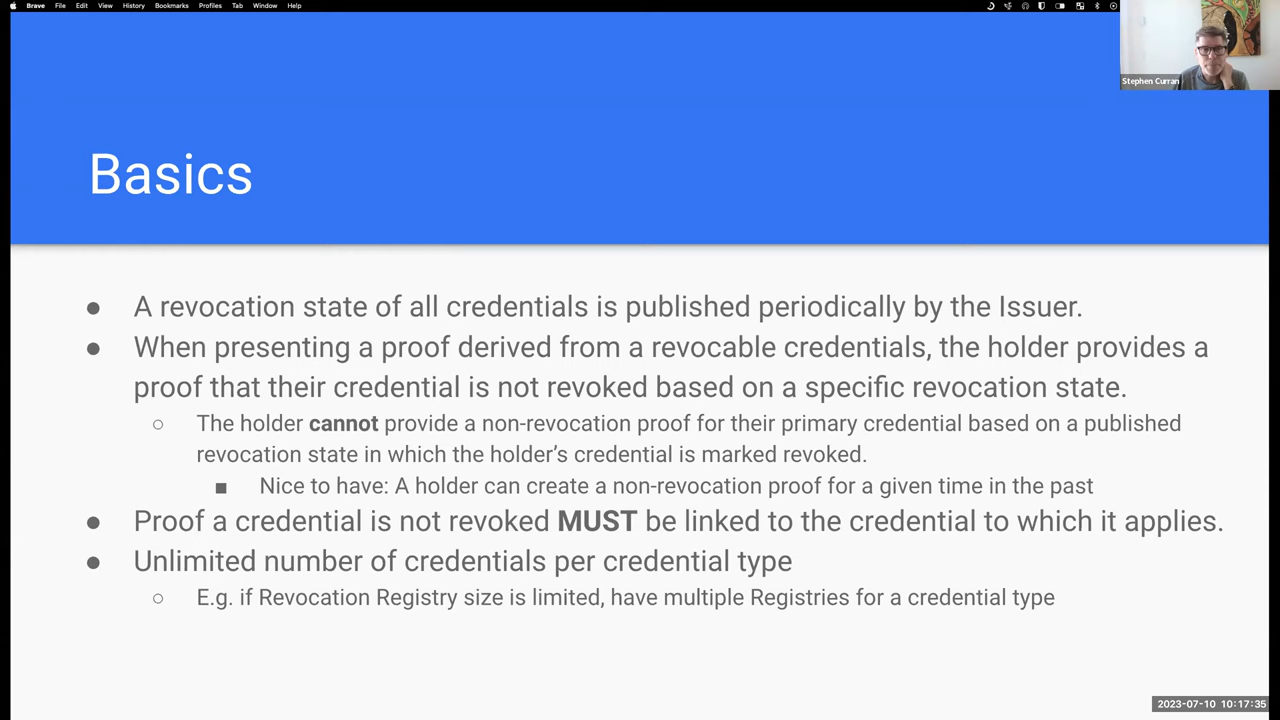 Brave File Edit View History Bookmarks Profiles Tab Window Help
Stephen Curran
Basics
● A revocation state of all credentials is published periodically by the Issuer.
● When presenting a proof derived from a revocable credentials, the holder provides a
proof that their credential is not revoked based on a specific revocation state.
○ The holder cannot provide a non-revocation proof for their primary credential based on a published
revocation state in which the holder’s credential is marked revoked.
■ Nice to have: A holder can create a non-revocation proof for a given time in the past
● Proof a credential is not revoked MUST be linked to the credential to which it applies.
● Unlimited number of credentials per credential type
○ E.g. if Revocation Registry size is limited, have multiple Registries for a credential type
2023-07-10 10:17:35